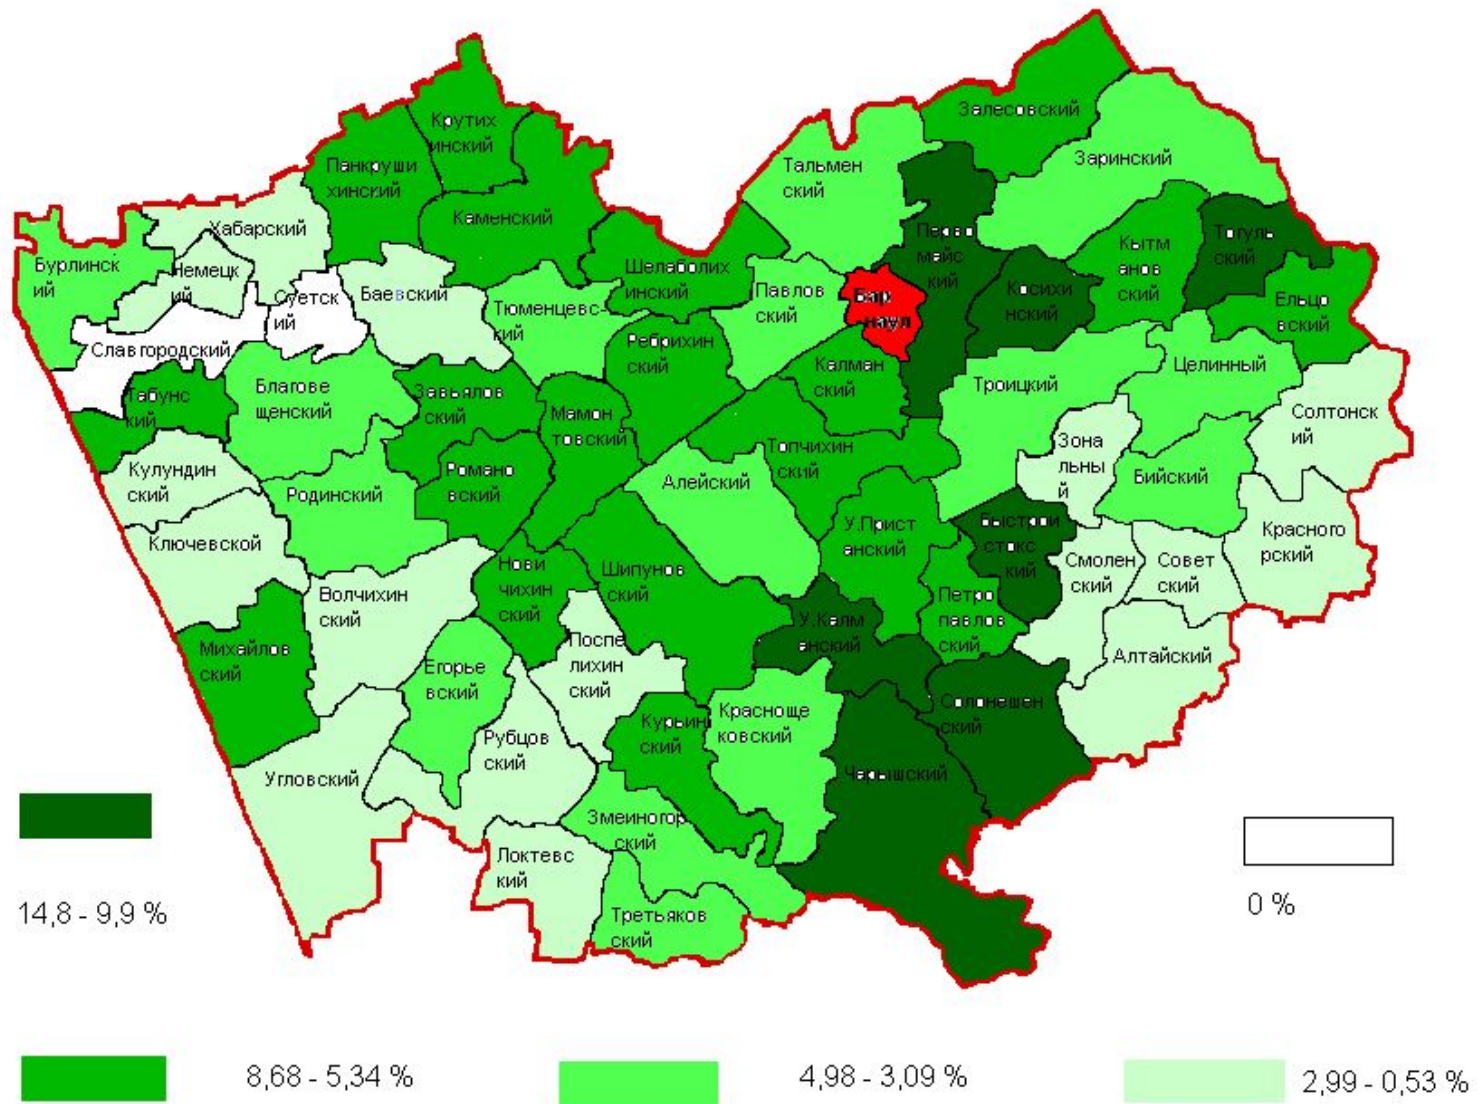 Залесовский
Крутих
инский
Панкруши
хинский
Тальмен
ский
Заринский
Каменский
Хабарский
Перво
майс
кий
Кытм
анов
ский
Тогуль
ский
Бурлинск
ий
Немецк
ий
Суетск
ий
Баевский
Шелаболих
инский
Тюменцевс-
кий
Павлов
ский
Бар
наул
Косихи
нский
Ельцо
вский
Славгородский
Ребрихин
ский
Калман
ский
Троицкий
Целинный
Табунс
кий
Благове
щенский
Завьялов
ский
Мамон
товский
Солтонск
ий
Топчихин
ский
Зона
льны
й
Кулундин
ский
Родинский
Романо
вский
Алейский
Бийский
Ключевской
У.Прист
анский
Быстрои
стокс
кий
Красного
рский
Волчихин
ский
Нови
чихин
ский
Шипунов
ский
Смолен
ский
Совет
ский
Петро
павлов
ский
Михайлов
ский
Поспе
лихин
ский
У.Калм
анский
Алтайский
Егорье
вский
Солонешен
ский
Рубцов
ский
Курьин
ский
Краснощe
ковский
Чарышский
Угловский
Змеиногор
ский
Локтевс
кий
Третьяков
ский
14,8 - 9,9 %
0 %
8,68 - 5,34 %
4,98 - 3,09 %
2,99 - 0,53 %